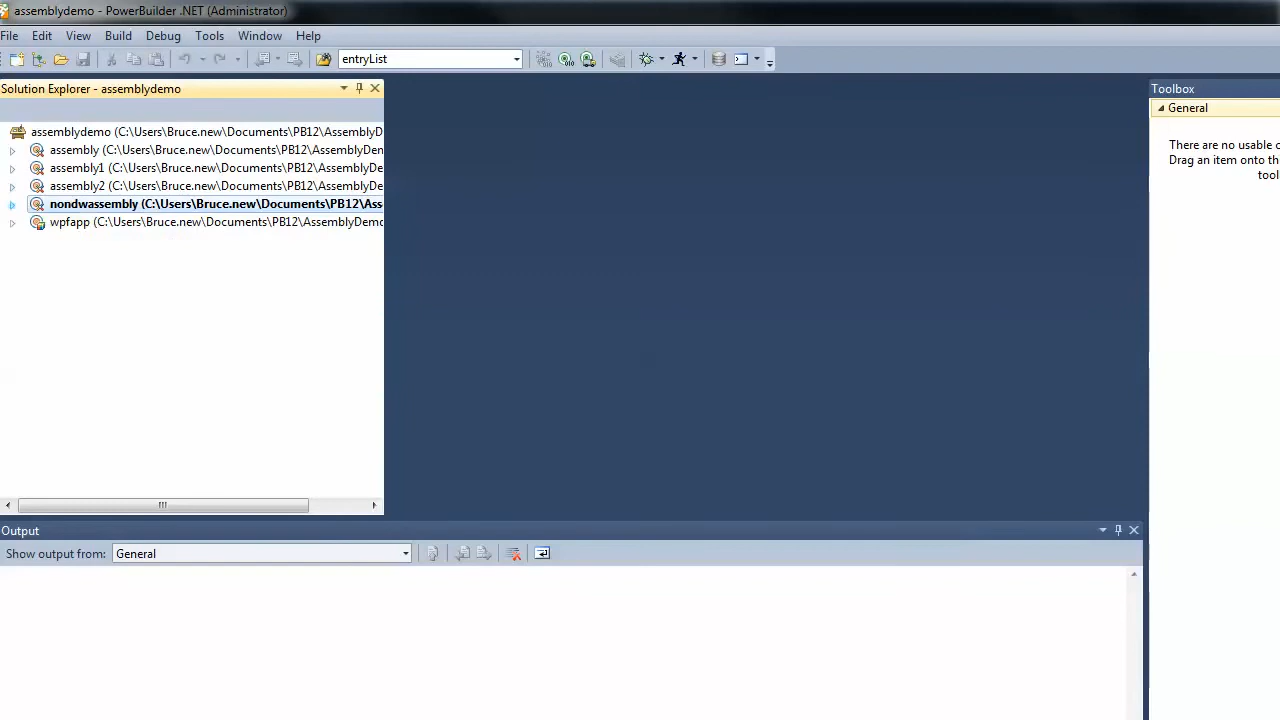 assemblydemo - PowerBuilder .NET (Administrator)
File Edit View Build Debug Tools Window Help
entryList
Solution Explorer - assemblydemo
Toolbox
General
assemblydemo (C:\Users\Bruce.new\Documents\PB12\AssemblyD
There are no usable c
assembly (C:\Users\Bruce.new\Documents\PB12\AssemblyDen
Drag an item onto th
assembly1 (C:\Users\Bruce.new\Documents\PB12\AssemblyDe
tool
assembly2 (C:\Users\Bruce.new\Documents\PB12\AssemblyDe
nondwassembly (C:\Users\Bruce.new\Documents\PB12\Ass
wpfapp (C:\Users\Bruce.new\Documents\PB12\AssemblyDemo
Output
Show output from: General